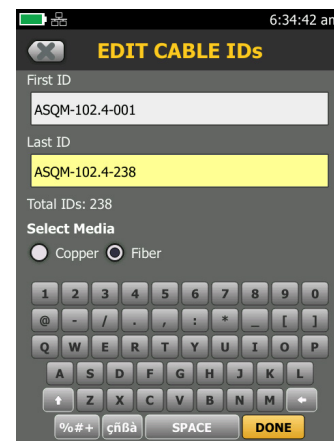 6:34:42 am
EDIT CABLE IDs
First ID
ASQM-102.4-001
Last ID
ASQM-102.4-238
Total IDs: 238
Select Media
Copper Fiber
1 2 3 4 5 6 7 8 9 0
@ - / . , : * _ [ ]
Q W E R T Y U I O P
A S D F G H J K L
Z X C V B N M
%#+ çñßà SPACE DONE